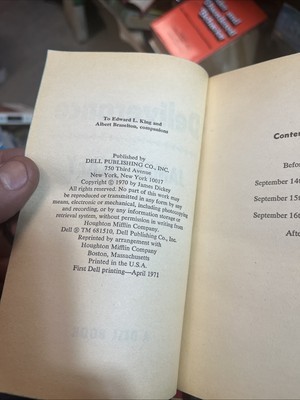 To Edward L. King and
Albert Braselton, companions
Published by
DELL PUBLISHING CO., INC.
750 Third Avenue
New York, New York 10017
Copyright © 1970 by James Dickey
All rights reserved. No part of this work may
be reproduced or transmitted in any form by any
means, electronic or mechanical, including photocopying
and recording, or by any information storage or
retrieval system, without permission in writing from
Houghton Mifflin Company.
Dell ® TM 681510, Dell Publishing Co., Inc.
Reprinted by arrangement with
Houghton Mifflin Company
Boston, Massachusetts
Printed in the U.S.A.
First Dell printing—April 1971
Conte
Befo
September 14t
September 15t
September 16t
Aft